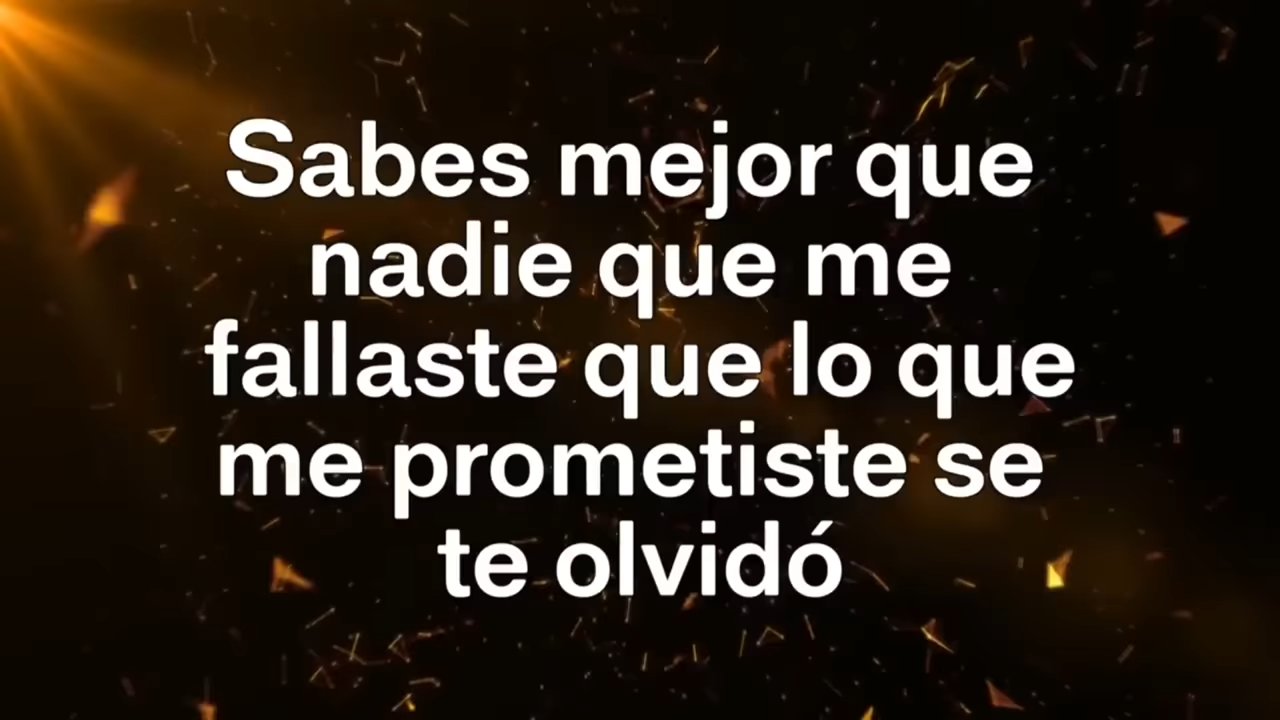 Sabes mejor que
nadie que me
fallaste que lo que
me prometiste se
te olvidó